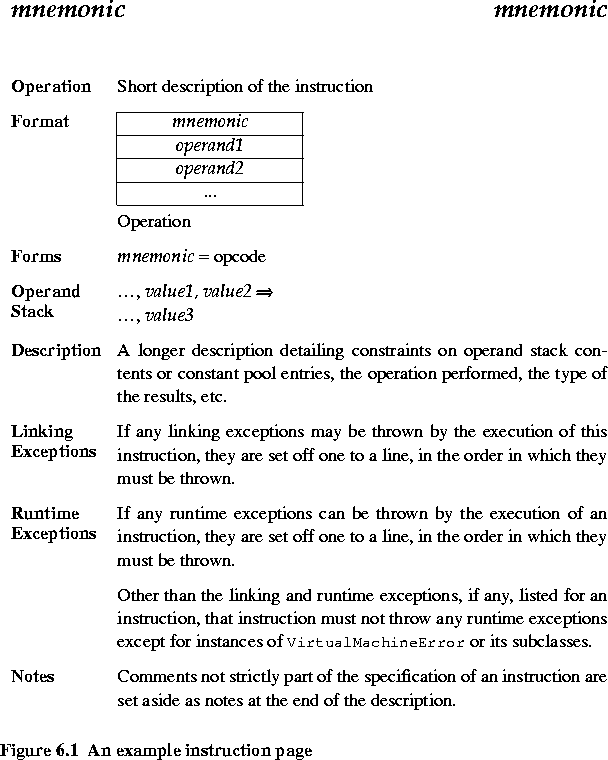 mnemonic mnemonic
Operation Short description of the instruction
Format mnemonic
operand1
operand2
...
Operation
Forms mnemonic = opcode
Operand Stack …, value1, value2 ⇒
…, value3
Description A longer description detailing constraints on operand stack con-
tents or constant pool entries, the operation performed, the type of
the results, etc.
Linking Exceptions If any linking exceptions may be thrown by the execution of this
instruction, they are set off one to a line, in the order in which they
must be thrown.
Runtime Exceptions If any runtime exceptions can be thrown by the execution of an
instruction, they are set off one to a line, in the order in which they
must be thrown.
Other than the linking and runtime exceptions, if any, listed for an
instruction, that instruction must not throw any runtime exceptions
except for instances of VirtualMachineError or its subclasses.
Notes Comments not strictly part of the specification of an instruction are
set aside as notes at the end of the description.
Figure 6.1 An example instruction page